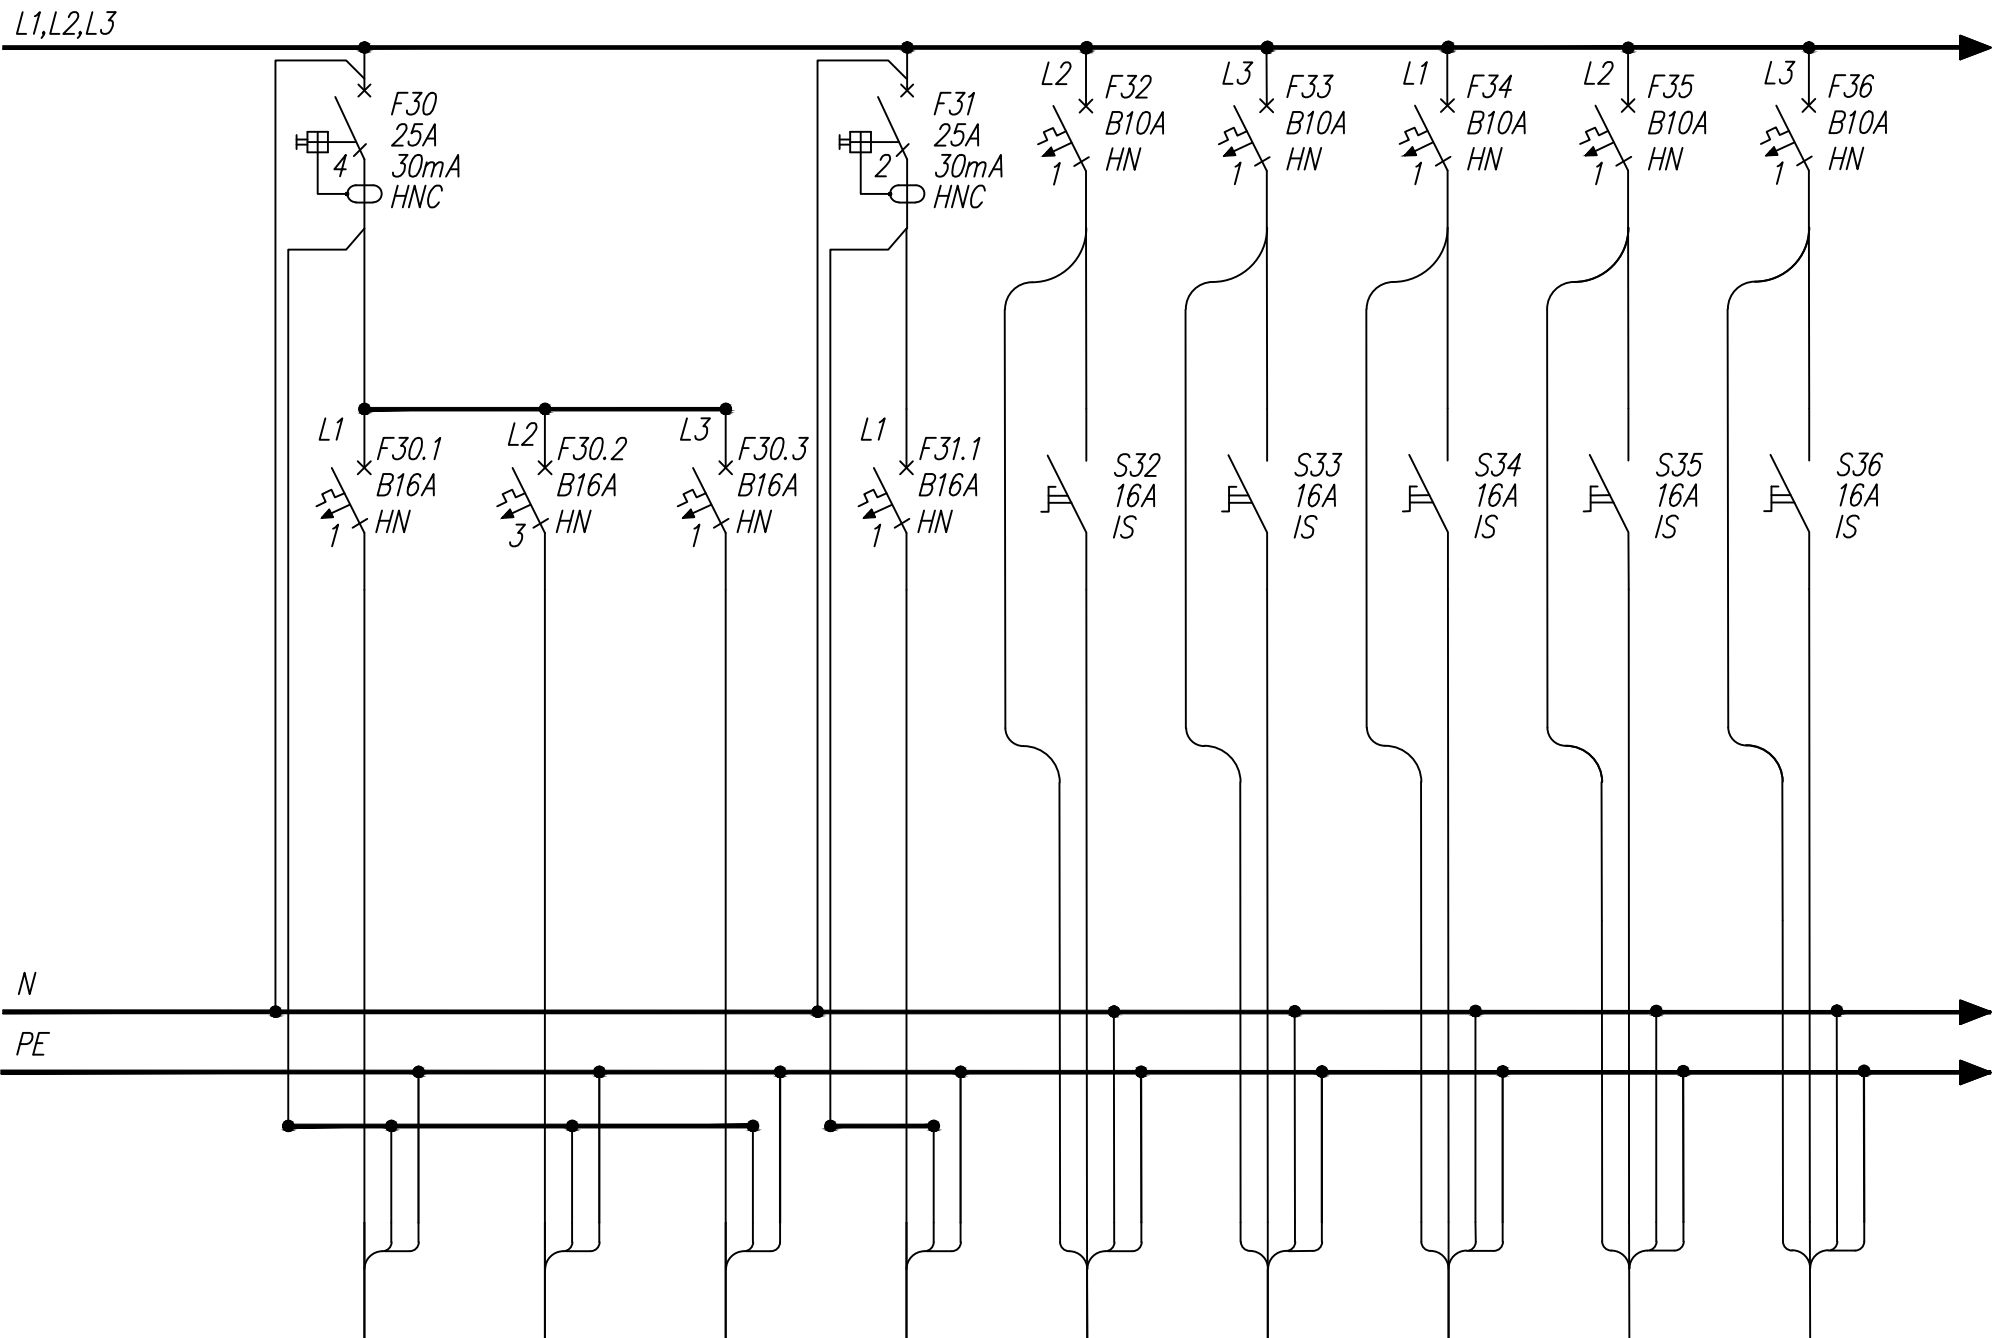 L1,L2,L3
F30
25A
30mA
HNC
4
F31
25A
30mA
HNC
2
L2
F32
B10A
HN
1
L3
F33
B10A
HN
1
L1
F34
B10A
HN
1
L2
F35
B10A
HN
1
L3
F36
B10A
HN
1
L1
F30.1
B16A
HN
1
L2
F30.2
B16A
HN
3
L3
F30.3
B16A
HN
1
L1
F31.1
B16A
HN
1
S32
16A
IS
S33
16A
IS
S34
16A
IS
S35
16A
IS
S36
16A
IS
N
PE